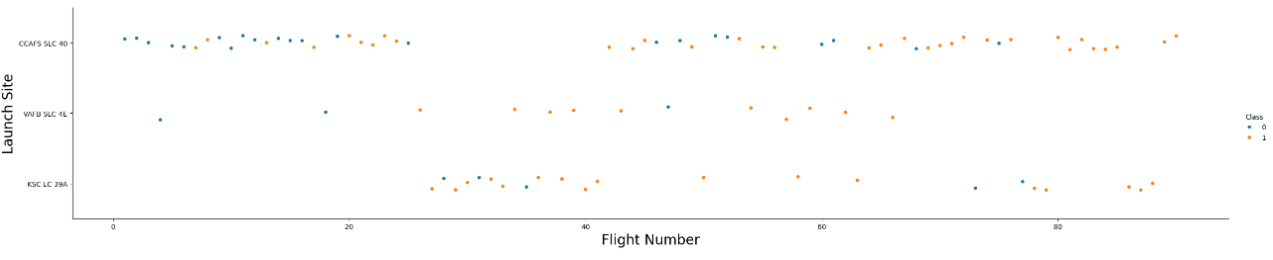 Launch Site
CCAFS SLC 40
VAFB SLC 4E
KSC LC 39A
0 20 40 60 80
Flight Number
Class
0
1